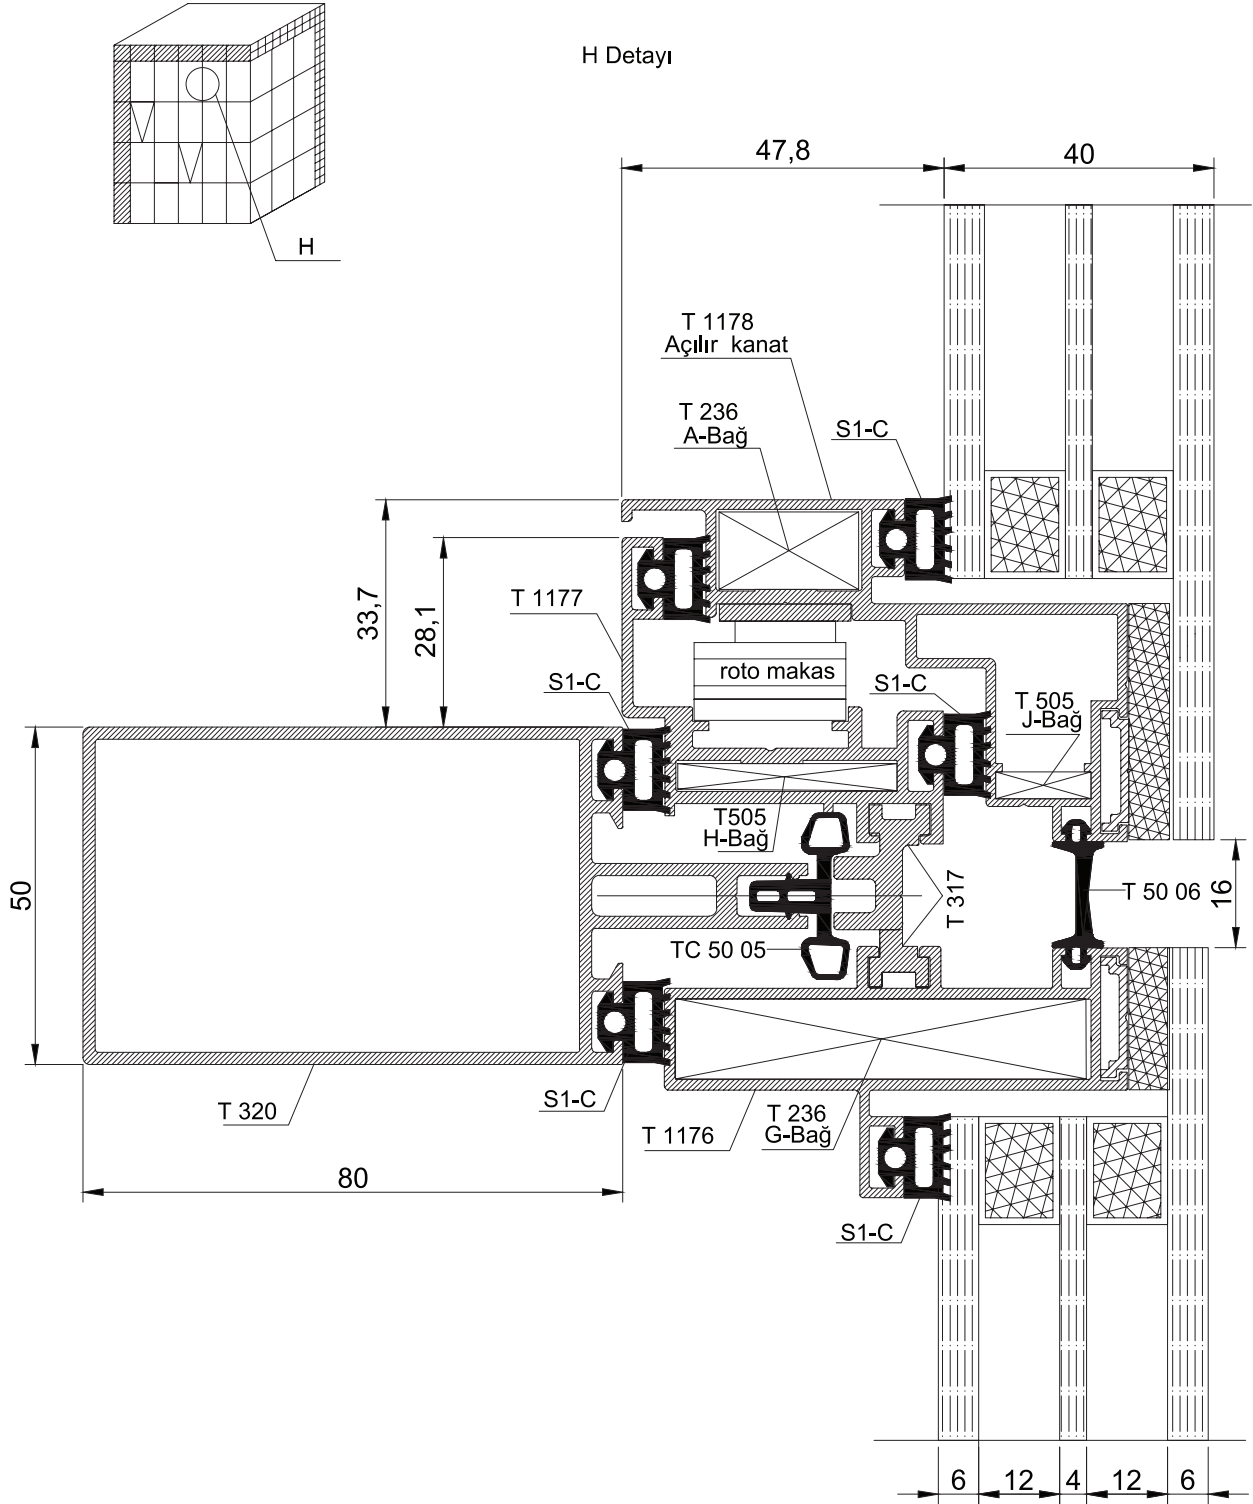 H Detayı
H
47,8
40
T 1178
Açılır kanat
T 236
A-Bağ
S1-C
33,7
28,1
T 1177
S1-C
roto makas
S1-C
T 505
J-Bağ
T505
H-Bağ
50
T 317
T 50 06
16
TC 50 05
T 320
S1-C
T 1176
T 236
G-Bağ
80
S1-C
6
12
4
12
6